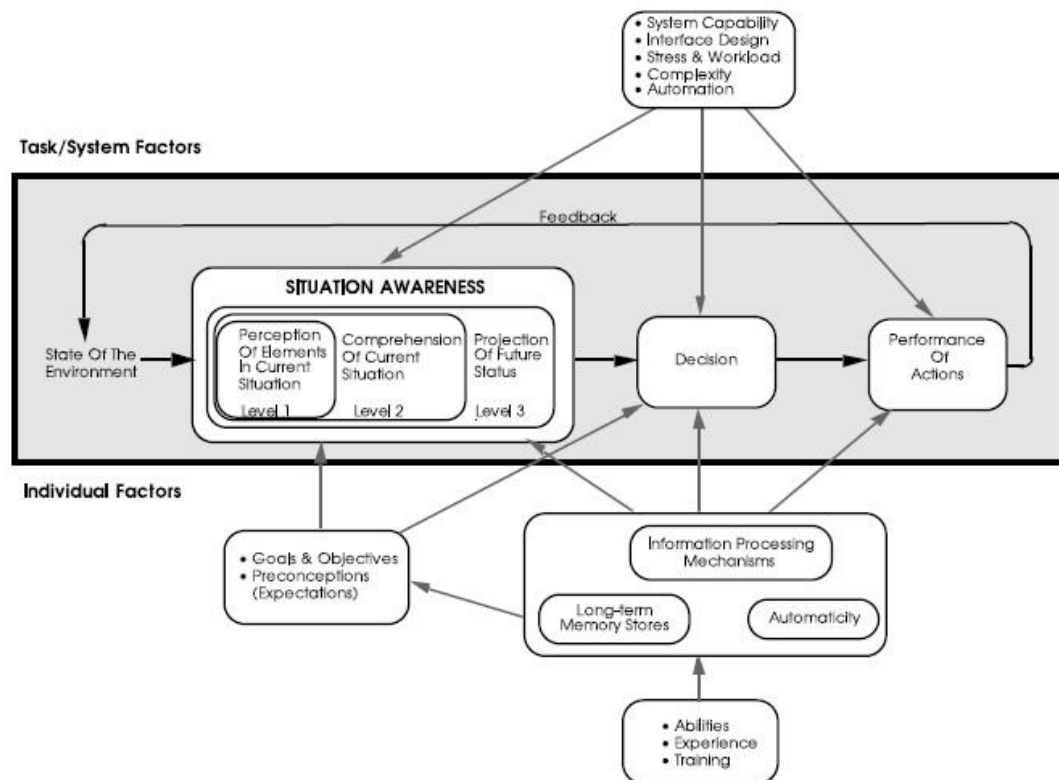 • System Capability
• Interface Design
• Stress & Workload
• Complexity
• Automation
Task/System Factors
Feedback
SITUATION AWARENESS
Perception
Of Elements
In Current
Situation
Level 1
Comprehension
Of Current
Situation
Level 2
Projection
Of Future
Status
Level 3
State Of The
Environment
Decision
Performance
Of
Actions
Individual Factors
• Goals & Objectives
• Preconceptions
(Expectations)
Information Processing
Mechanisms
Long-term
Memory Stores
Automaticity
• Abilities
• Experience
• Training